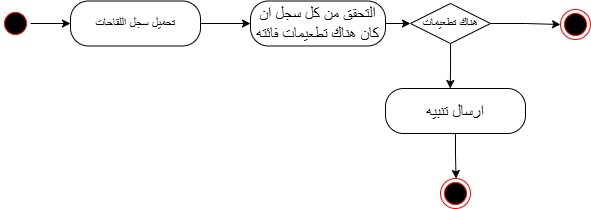 تحميل سجل اللقاحات
التحقق من كل سجل ان
كان هناك تطعيمات فائته
هناك تطعيمات
ارسال تنبيه